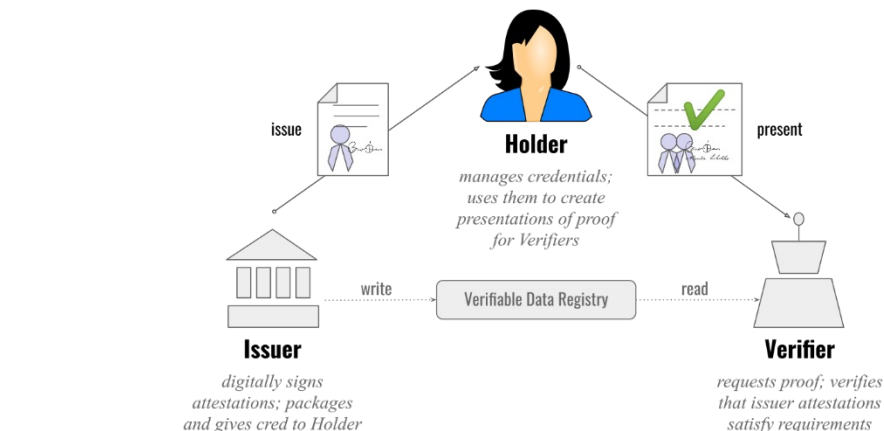 issue
present
Holder
manages credentials;
uses them to create
presentations of proof
for Verifiers
write
Verifiable Data Registry
read
Issuer
digitally signs
attestations; packages
and gives cred to Holder
Verifier
requests proof; verifies
that issuer attestations
satisfy requirements